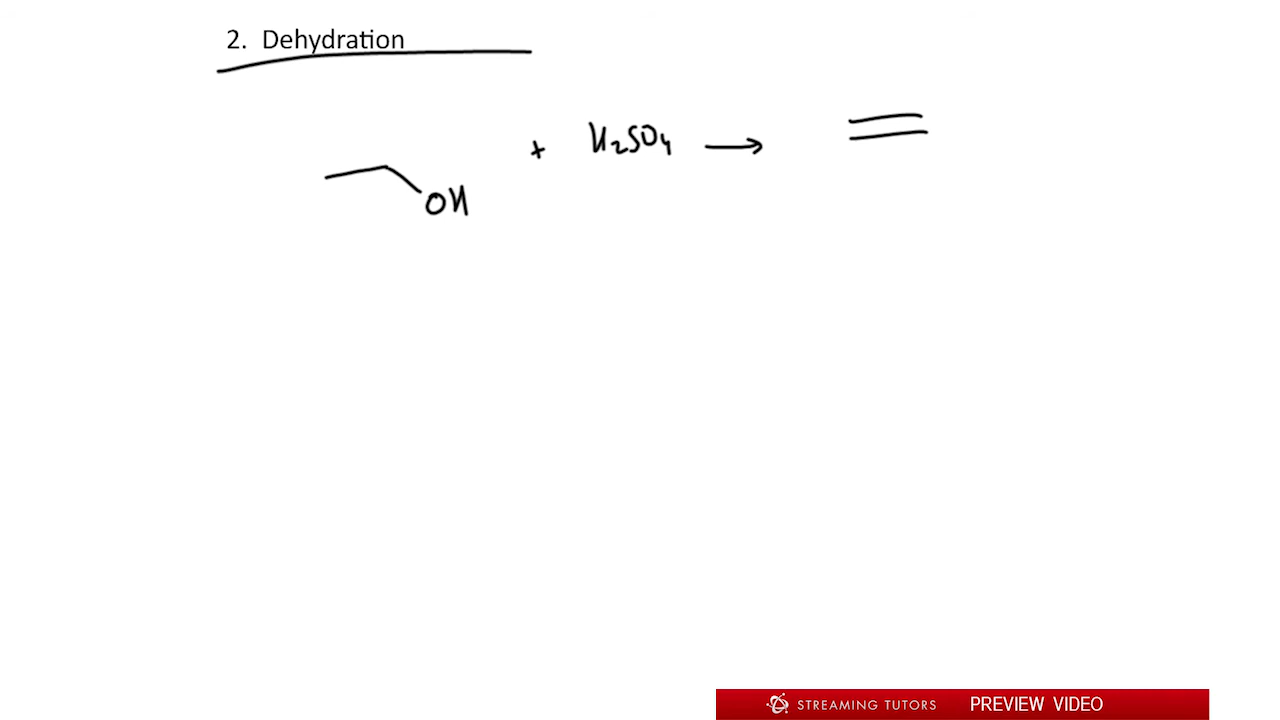 2. Dehydration
+ H₂SO₄ →
OH
STREAMING TUTORS PREVIEW VIDEO